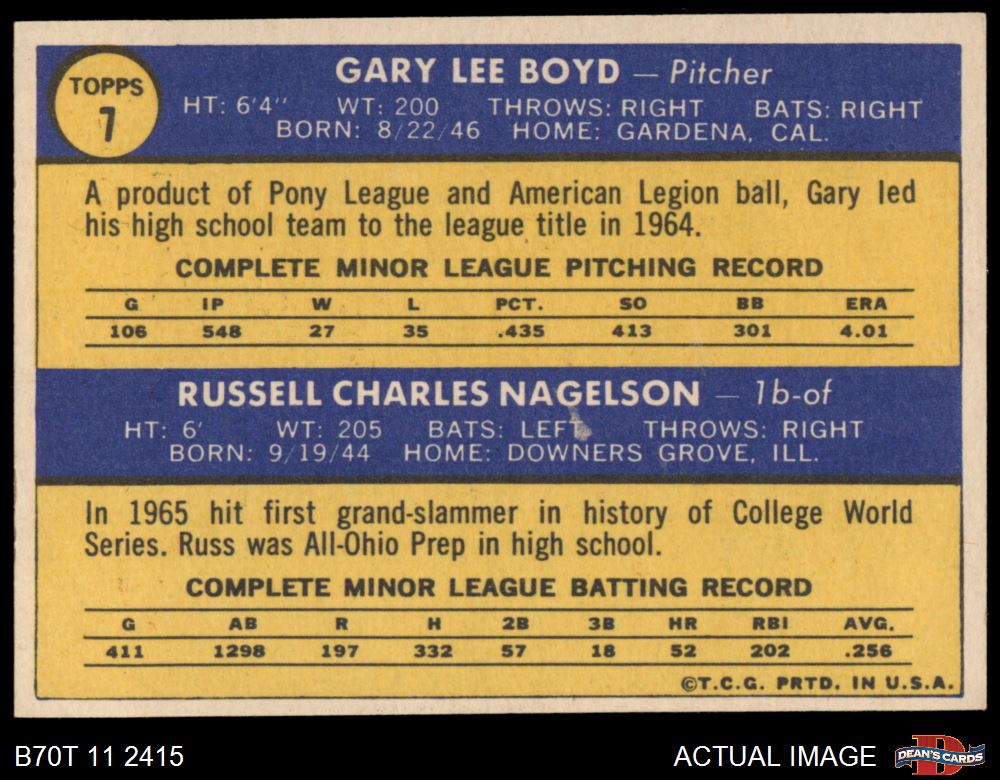 TOPPS
7
GARY LEE BOYD — Pitcher
HT: 6'4" WT: 200 THROWS: RIGHT BATS: RIGHT
BORN: 8/22/46 HOME: GARDENA, CAL.
A product of Pony League and American Legion ball, Gary led
his high school team to the league title in 1964.
COMPLETE MINOR LEAGUE PITCHING RECORD
G IP W L PCT. SO BB ERA
106 548 27 35 .435 413 301 4.01
RUSSELL CHARLES NAGELSON — 1b-of
HT: 6' WT: 205 BATS: LEFT THROWS: RIGHT
BORN: 9/19/44 HOME: DOWNERS GROVE, ILL.
In 1965 hit first grand-slammer in history of College World
Series. Russ was All-Ohio Prep in high school.
COMPLETE MINOR LEAGUE BATTING RECORD
G AB R H 2B 3B HR RBI AVG.
411 1298 197 332 57 18 52 202 .256
©T.C.G. PRTD. IN U.S.A.
B70T 11 2415 ACTUAL IMAGE DEAN'S CARDS